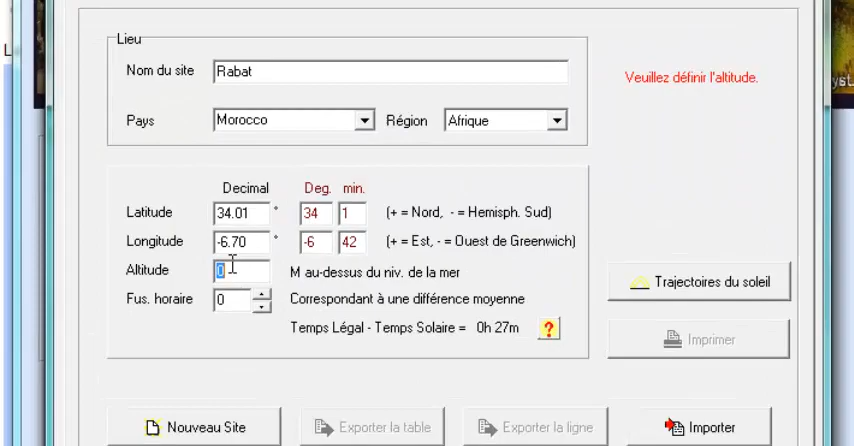 L
Lieu
Nom du site Rabat
Veuillez définir l'altitude.
yst.
Pays Morocco Région Afrique
Decimal Deg. min.
Latitude 34.01 ° 34 1 (+ = Nord, - = Hemisph. Sud)
Longitude -6.70 ° -6 42 (+ = Est, - = Ouest de Greenwich)
Altitude 0 M au-dessus du niv. de la mer
Trajectoires du soleil
Fus. horaire 0 Correspondant à une différence moyenne
Temps Légal - Temps Solaire = 0h 27m ?
Imprimer
Nouveau Site Exporter la table Exporter la ligne Importer